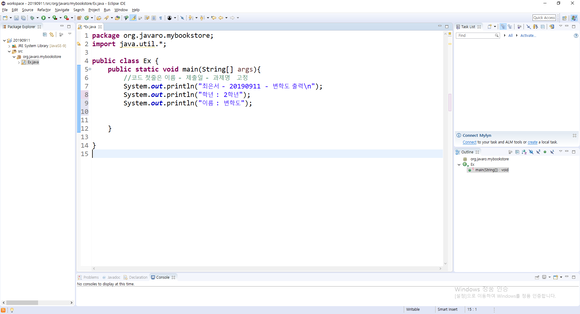 workspace - 20190911/src/org/javaro/mybookstore/Ex.java - Eclipse IDE
File Edit Source Refactor Navigate Search Project Run Window Help
Quick Access
Package Explorer
20190911
JRE System Library
src
org.javaro.mybookstore
Ex.java
*Ex.java
1 package org.javaro.mybookstore;
2 import java.util.*;
3
4 public class Ex {
5 public static void main(String[] args){
6 //코드 첫줄은 이름 - 제출일 - 과제명 고정
7 System.out.println("최은서 - 20190911 - 변학도 출력\n");
8 System.out.println("학년 : 2학년");
9 System.out.println("이름 : 변학도");
10
11
12 }
13
14 }
15
Task List
Find
All
Activate...
Connect Mylyn
Connect to your task and ALM tools or create a local task.
Outline
org.javaro.mybookstore
Ex
main(String[]) : void
Problems
Javadoc
Declaration
Console
No consoles to display at this time.
Windows 정품 인증
[설정]으로 이동하여 Windows를 정품 인증합니다.
Writable
Smart Insert
15 : 1